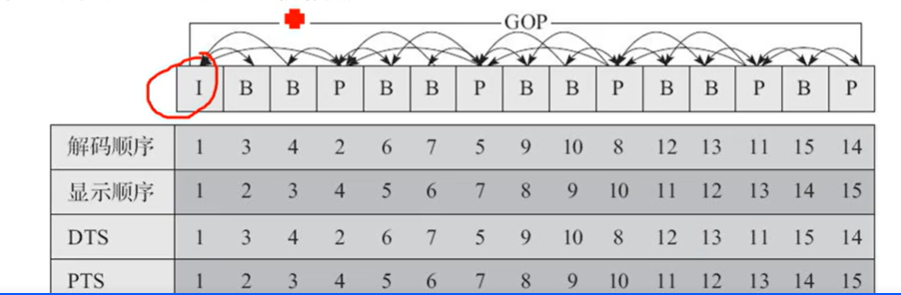 GOP
I B B P B B P B B P B B P B P
解码顺序 1 3 4 2 6 7 5 9 10 8 12 13 11 15 14
显示顺序 1 2 3 4 5 6 7 8 9 10 11 12 13 14 15
DTS 1 3 4 2 6 7 5 9 10 8 12 13 11 15 14
PTS 1 2 3 4 5 6 7 8 9 10 11 12 13 14 15